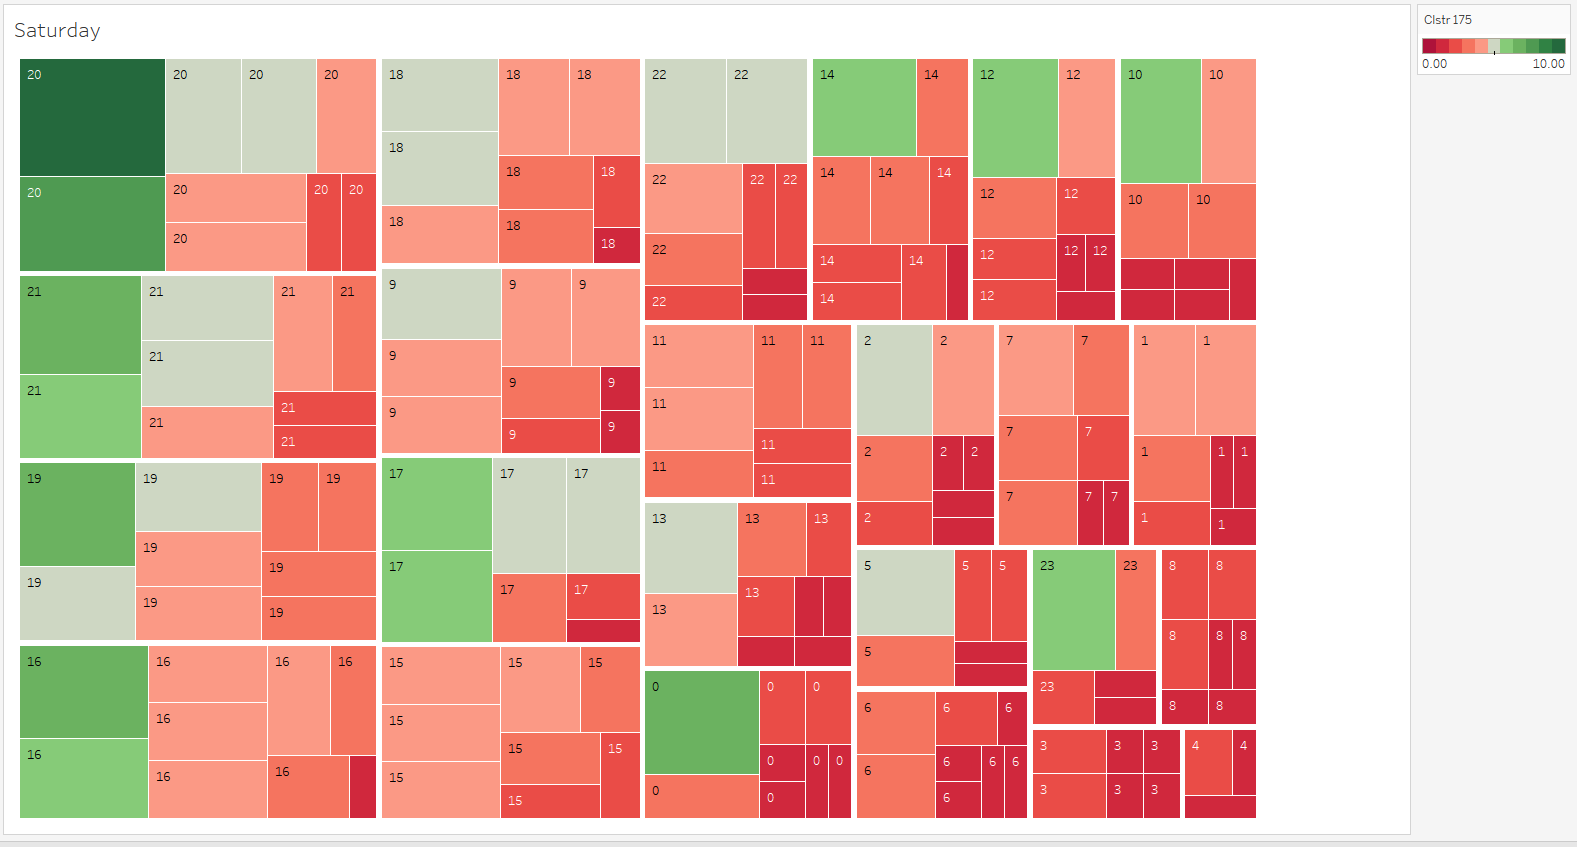 Saturday
Clstr 175
0.00 10.00
20 20 20 20
20 20 20 20
20
21 21 21 21
21
21 21 21
21
19 19 19 19
19
19 19
19 19
16 16 16 16
16
16 16 16
18 18 18
18
18 18
18 18 18
9 9 9
9
9 9
9 9 9
17 17 17
17
17 17
15 15 15
15
15 15
15 15
22 22
22 22 22
22
22
14 14
14 14 14
14 14
14
12 12
12 12
12 12 12
12
10 10
10 10
11 11 11
11
11
11 11
2 2
2 2 2
2
7 7
7 7
7 7 7
1 1
1 1 1
1 1
13 13 13
13 13
5 5 5
5
23 23
23
8 8
8 8 8
8 8
0 0 0
0 0 0
0 0
6 6 6
6 6 6 6
6
3 3 3
3 3 3
4 4